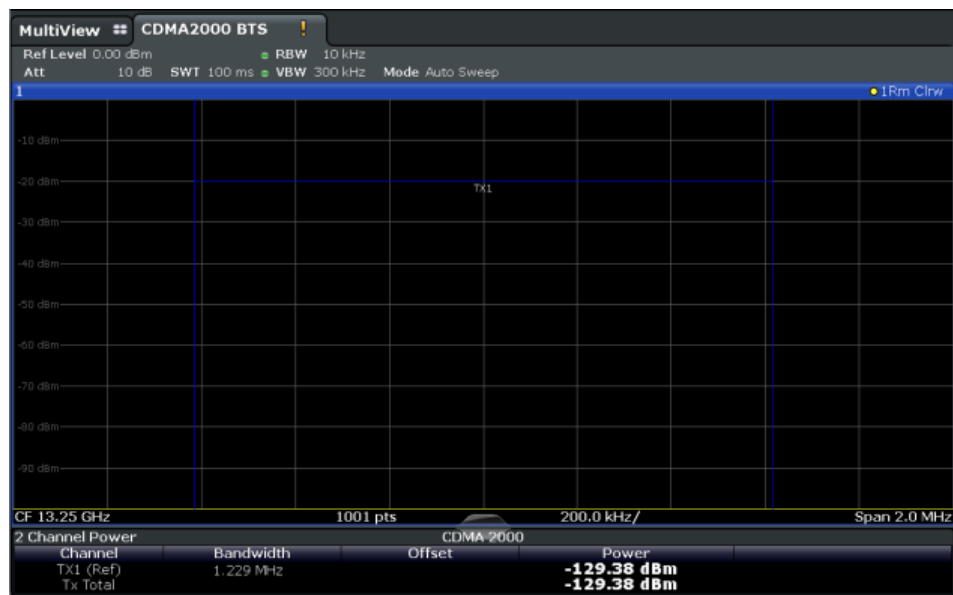 MultiView CDMA2000 BTS !
Ref Level 0.00 dBm RBW 10 kHz
Att 10 dB SWT 100 ms VBW 300 kHz Mode Auto Sweep
1 1Rm Clrw
-10 dBm
-20 dBm
TX1
-30 dBm
-40 dBm
-50 dBm
-60 dBm
-70 dBm
-80 dBm
-90 dBm
CF 13.25 GHz 1001 pts 200.0 kHz/ Span 2.0 MHz
2 Channel Power CDMA 2000
Channel Bandwidth Offset Power
TX1 (Ref) 1.229 MHz -129.38 dBm
Tx Total -129.38 dBm